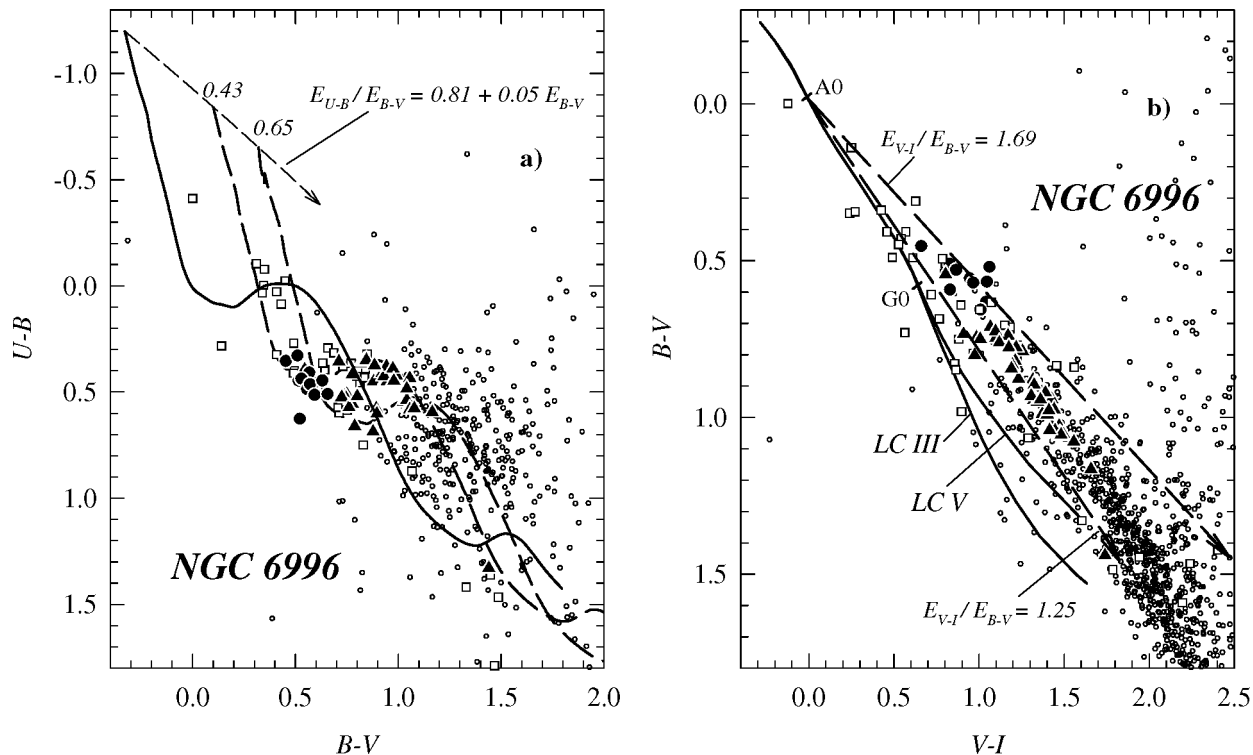 0.43
0.65
E_{U-B} / E_{B-V} = 0.81 + 0.05 E_{B-V}
a)
NGC 6996
-1.0
-0.5
0.0
0.5
1.0
1.5
U-B
0.0
0.5
1.0
1.5
2.0
B-V
A0
E_{V-I} / E_{B-V} = 1.69
b)
NGC 6996
G0
LC III
LC V
E_{V-I} / E_{B-V} = 1.25
0.0
0.5
1.0
1.5
B-V
0.0
0.5
1.0
1.5
2.0
2.5
V-I